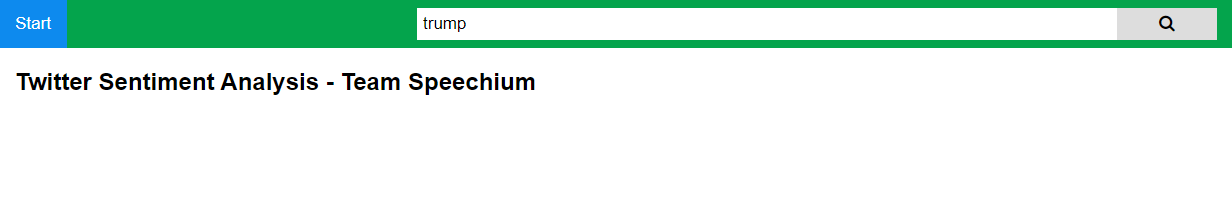 Start
trump
Twitter Sentiment Analysis - Team Speechium